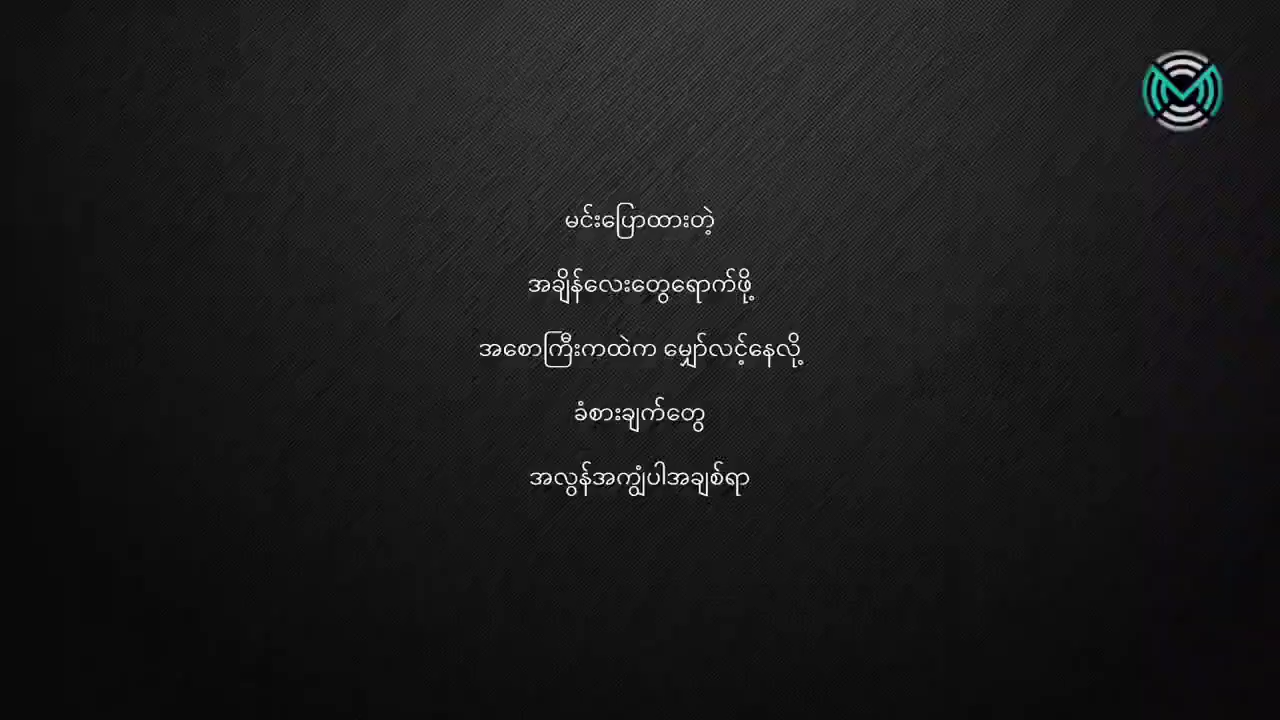 မင်းပြောထားတဲ့
အချိန်လေးတွေရောက်ဖို့
အစောကြီးကထဲက မျှော်လင့်နေလို့
ခံစားချက်တွေ
အလွန်အကျွံပါအချစ်ရာ